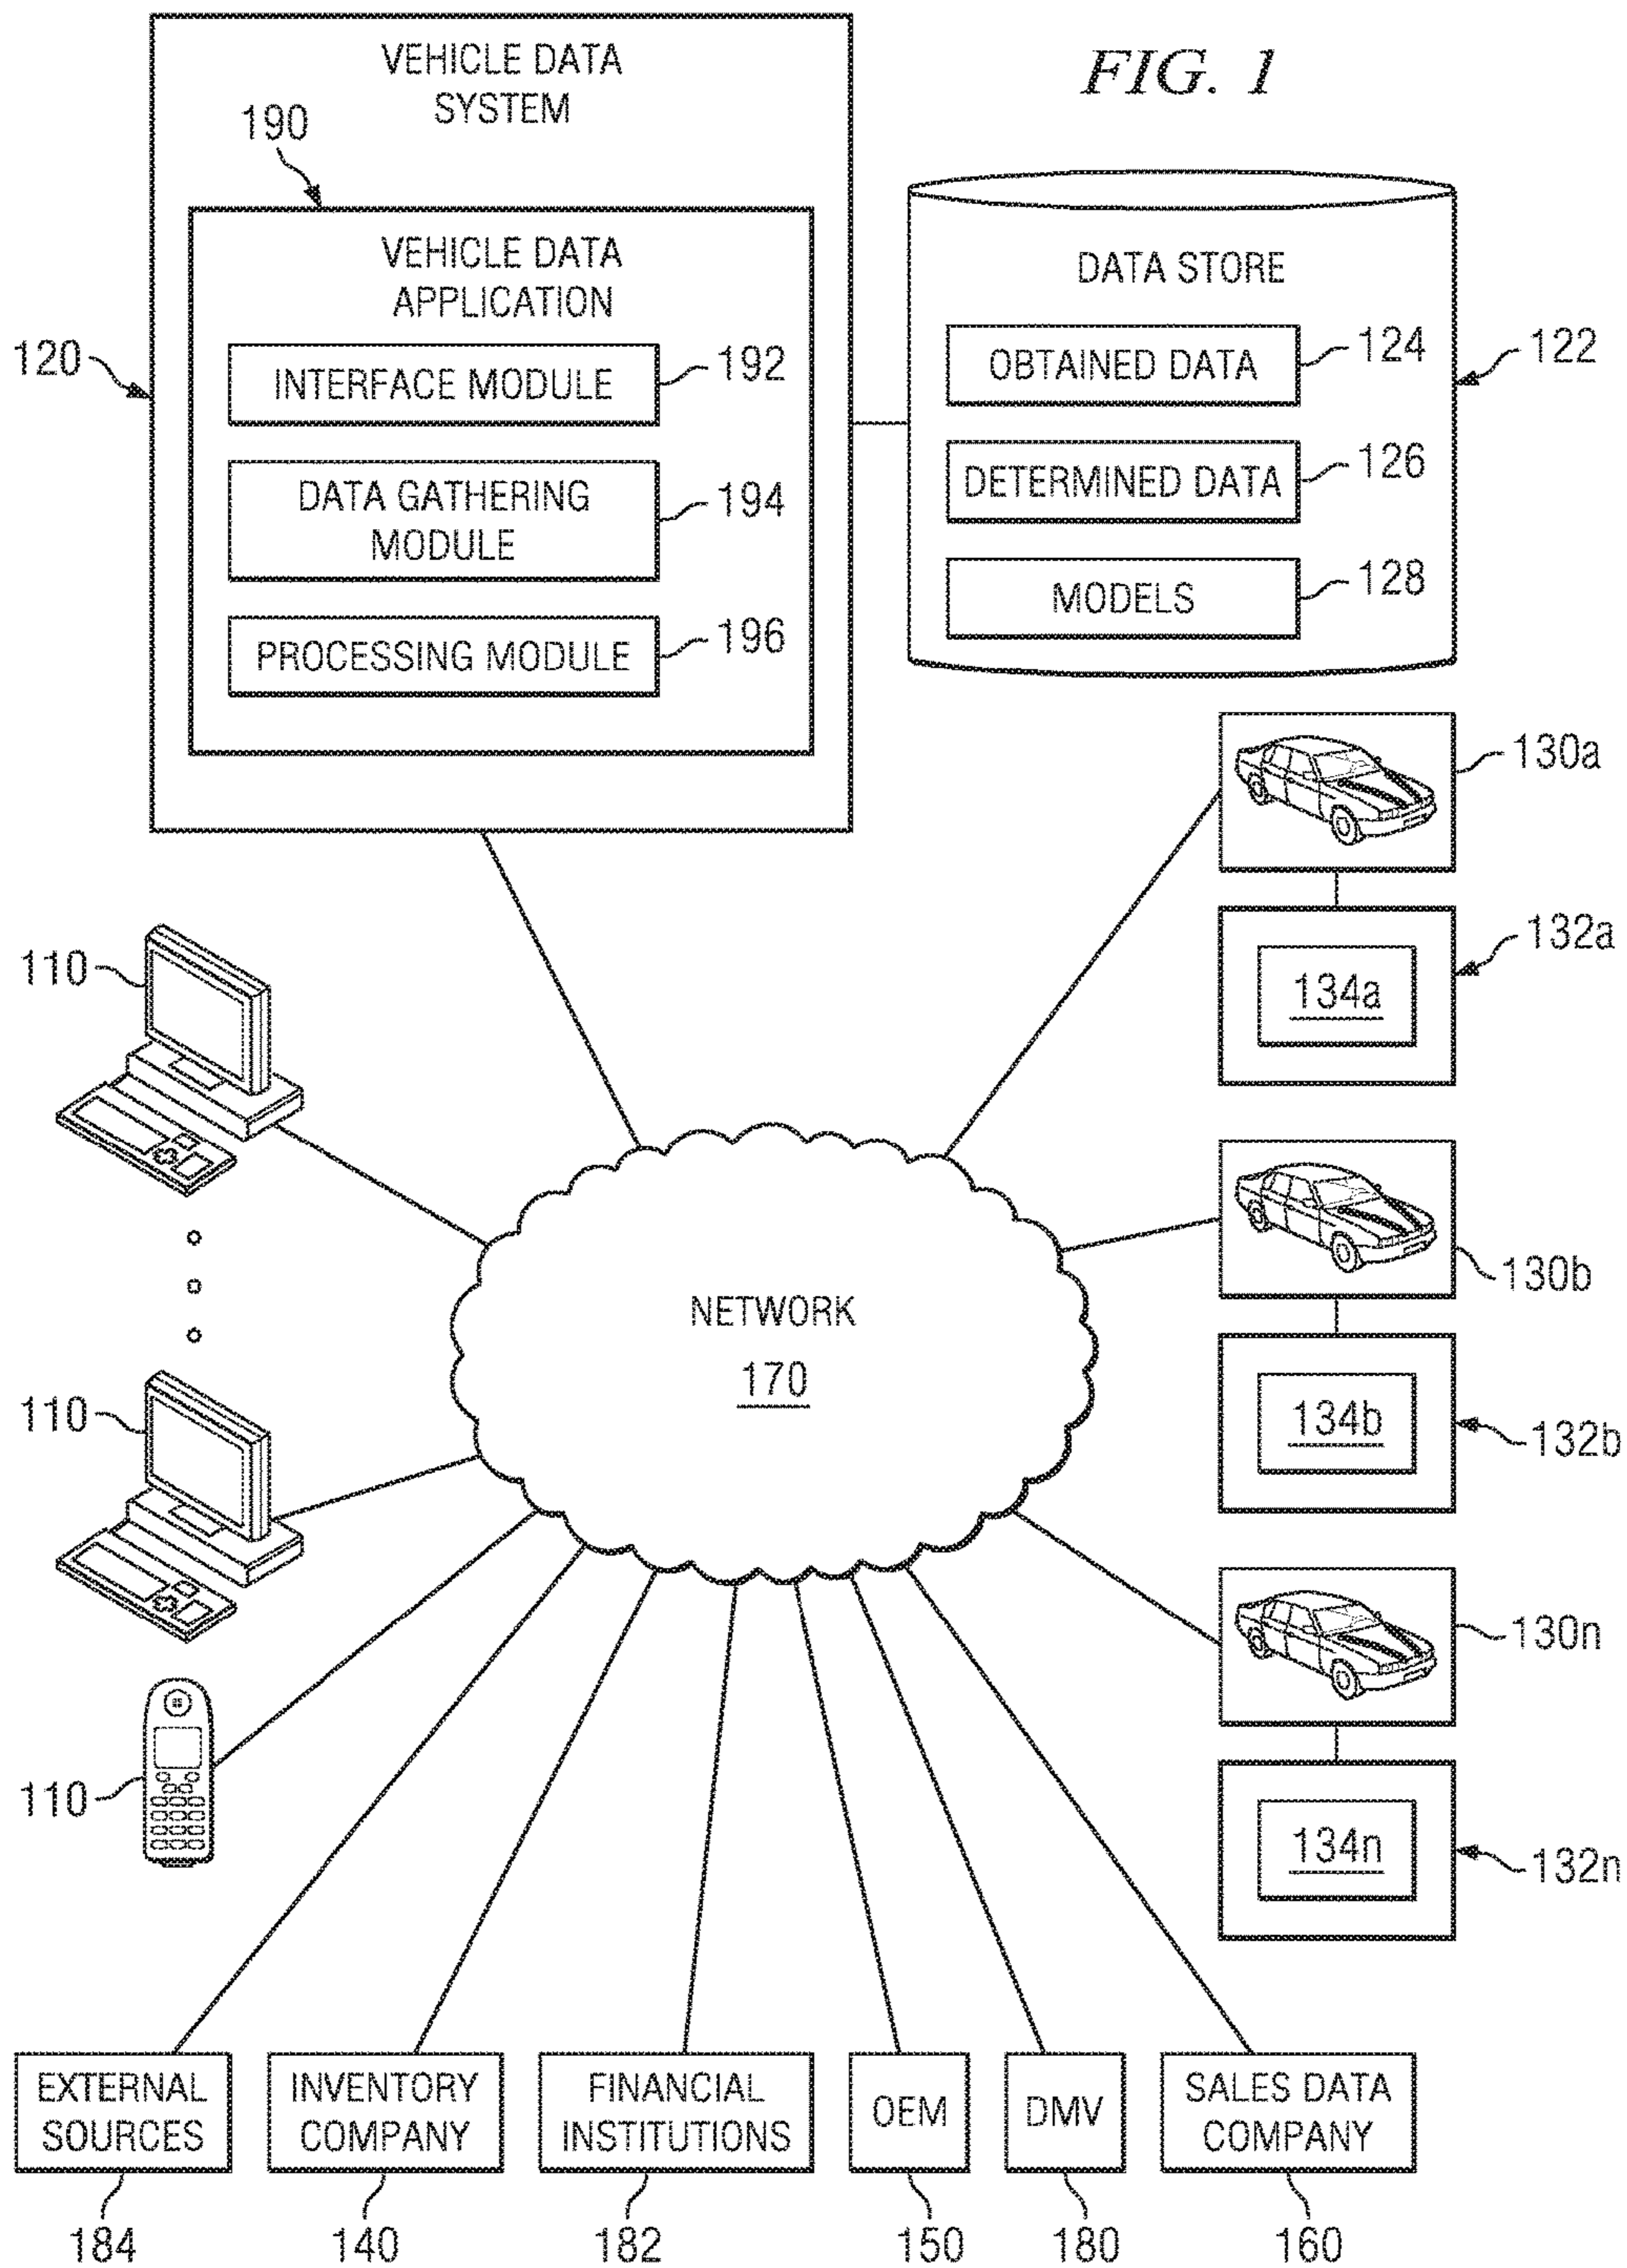 FIG. 1
VEHICLE DATA
SYSTEM
190
VEHICLE DATA
APPLICATION
120
INTERFACE MODULE
192
DATA GATHERING
MODULE
194
PROCESSING MODULE
196
DATA STORE
OBTAINED DATA
124
122
DETERMINED DATA
126
MODELS
128
130a
132a
134a
110
130b
NETWORK
170
110
134b
132b
130n
110
134n
132n
EXTERNAL
SOURCES
184
INVENTORY
COMPANY
140
FINANCIAL
INSTITUTIONS
182
OEM
150
DMV
180
SALES DATA
COMPANY
160